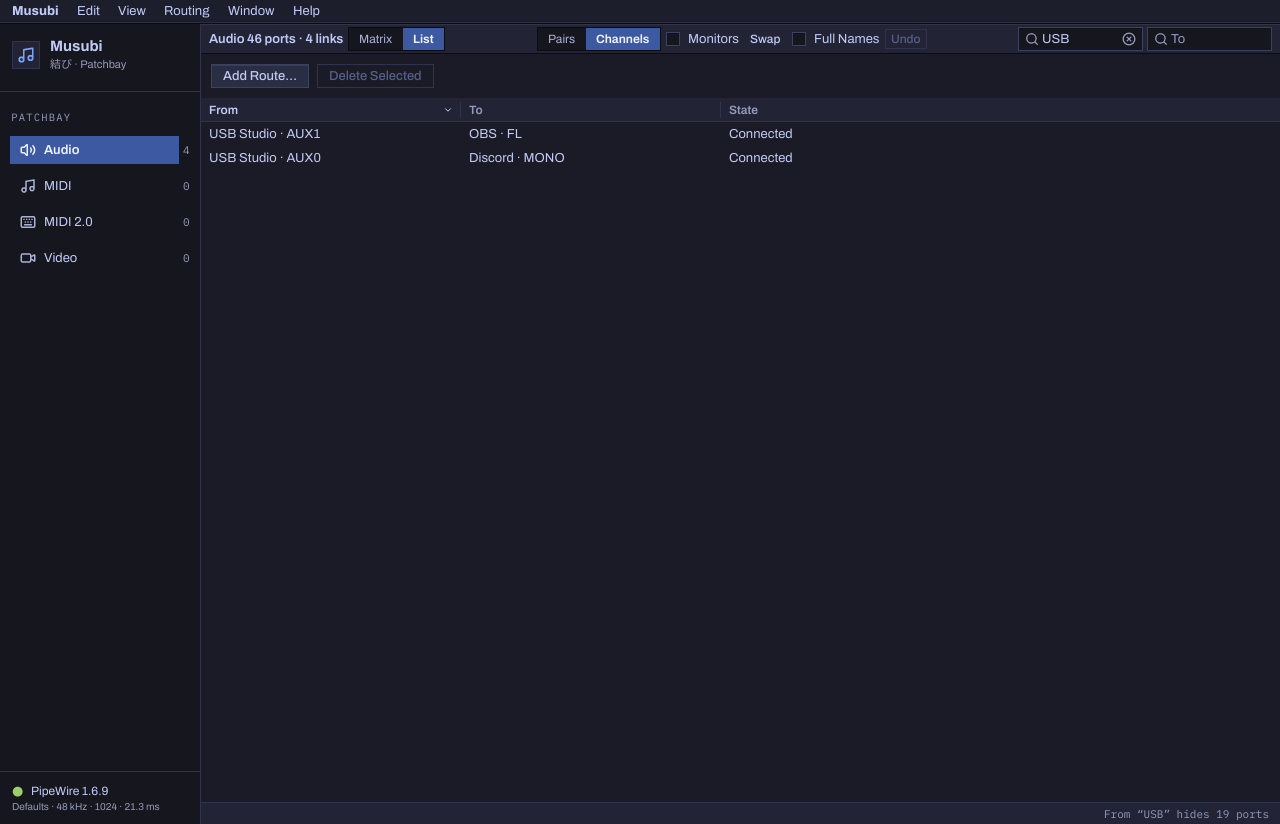 Musubi Edit View Routing Window Help
Musubi
結び · Patchbay
PATCHBAY
Audio 4
MIDI 0
MIDI 2.0 0
Video 0
PipeWire 1.6.9
Defaults · 48 kHz · 1024 · 21.3 ms
Audio 46 ports · 4 links Matrix List Pairs Channels Monitors Swap Full Names Undo USB To
Add Route... Delete Selected
From To State
USB Studio · AUX1 OBS · FL Connected
USB Studio · AUX0 Discord · MONO Connected
From “USB” hides 19 ports